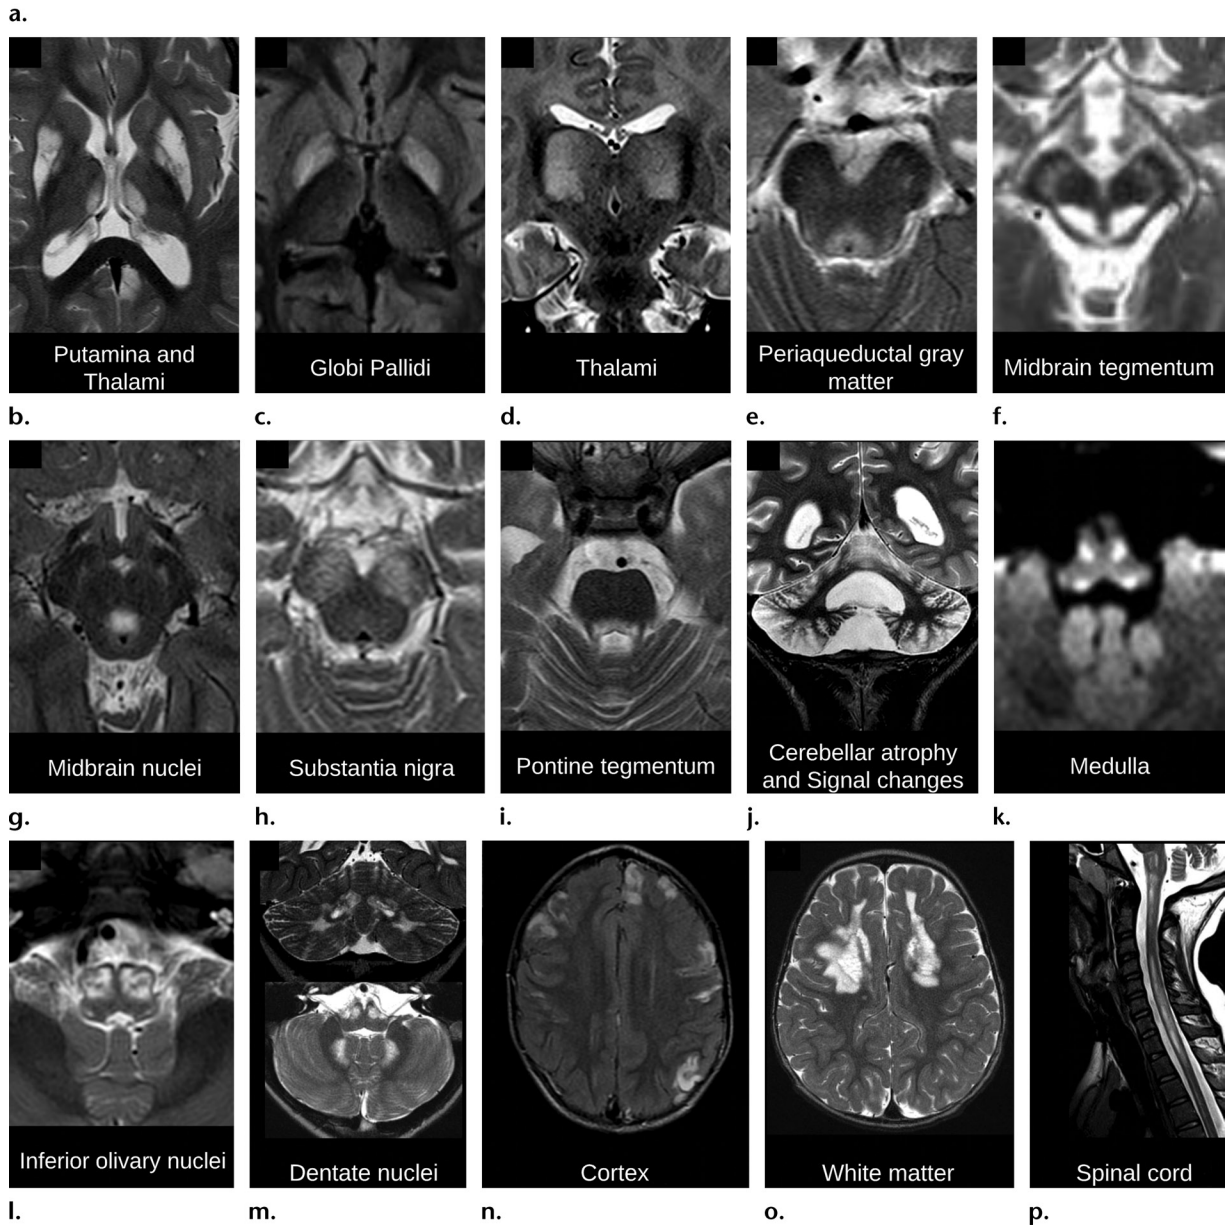 a.
Putamina and
Thalami
Globi Pallidi
Thalami
Periaqueductal gray
matter
Midbrain tegmentum
b.
c.
d.
e.
f.
Midbrain nuclei
Substantia nigra
Pontine tegmentum
Cerebellar atrophy
and Signal changes
Medulla
g.
h.
i.
j.
k.
Inferior olivary nuclei
Dentate nuclei
Cortex
White matter
Spinal cord
l.
m.
n.
o.
p.